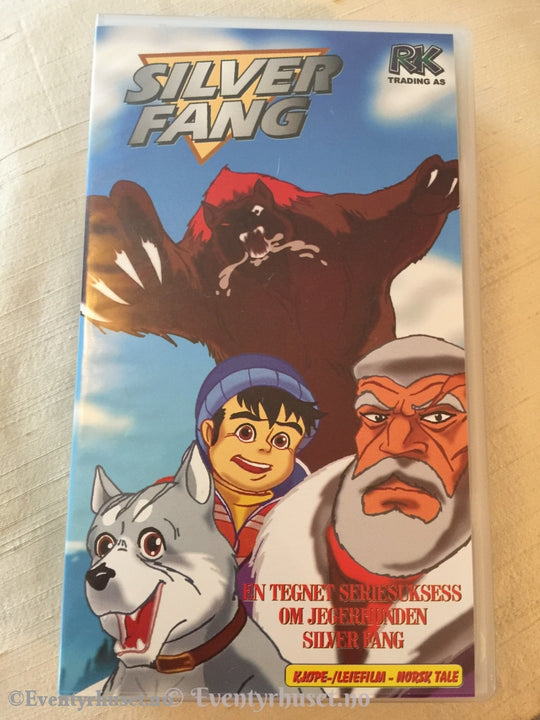 SILVER
FANG
RK
TRADING AS
EN TEGNET SERIESUKSESS
OM JEGERHUNDEN
SILVER FANG
KJØPE-/LEIEFILM - NORSK TALE
©Eventyrhuset.no © Eventyrhuset.no